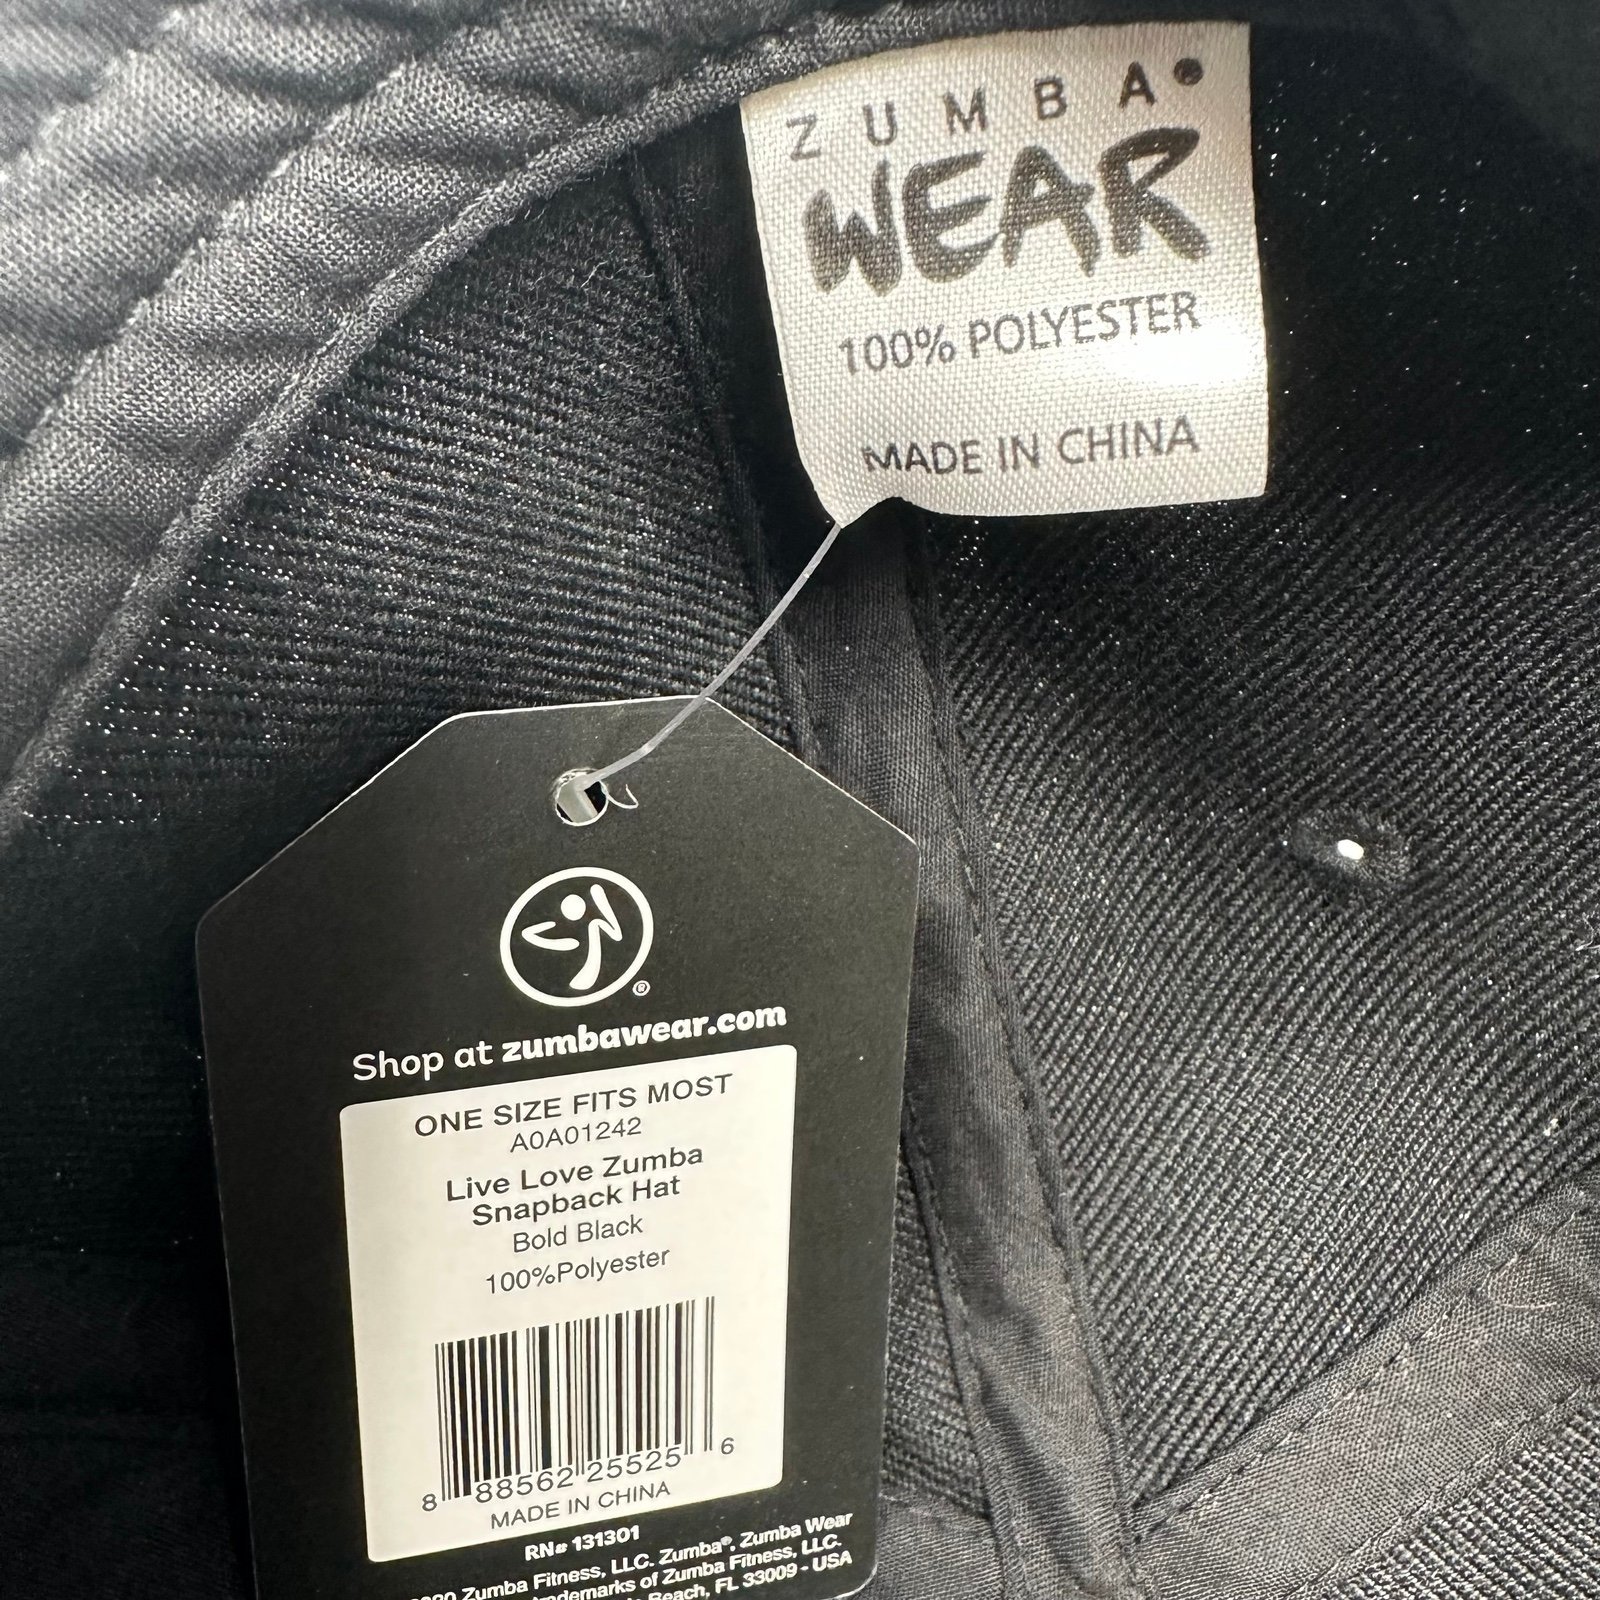 ZUMBA®
WEAR
100% POLYESTER
MADE IN CHINA
®
Shop at zumbawear.com
ONE SIZE FITS MOST
A0A01242
Live Love Zumba
Snapback Hat
Bold Black
100%Polyester
8 88562 25525 6
MADE IN CHINA
RN# 131301
Zumba Fitness, LLC. Zumba®, Zumba Wear
of Zumba Fitness, LLC.
Beach, FL 33009 - USA